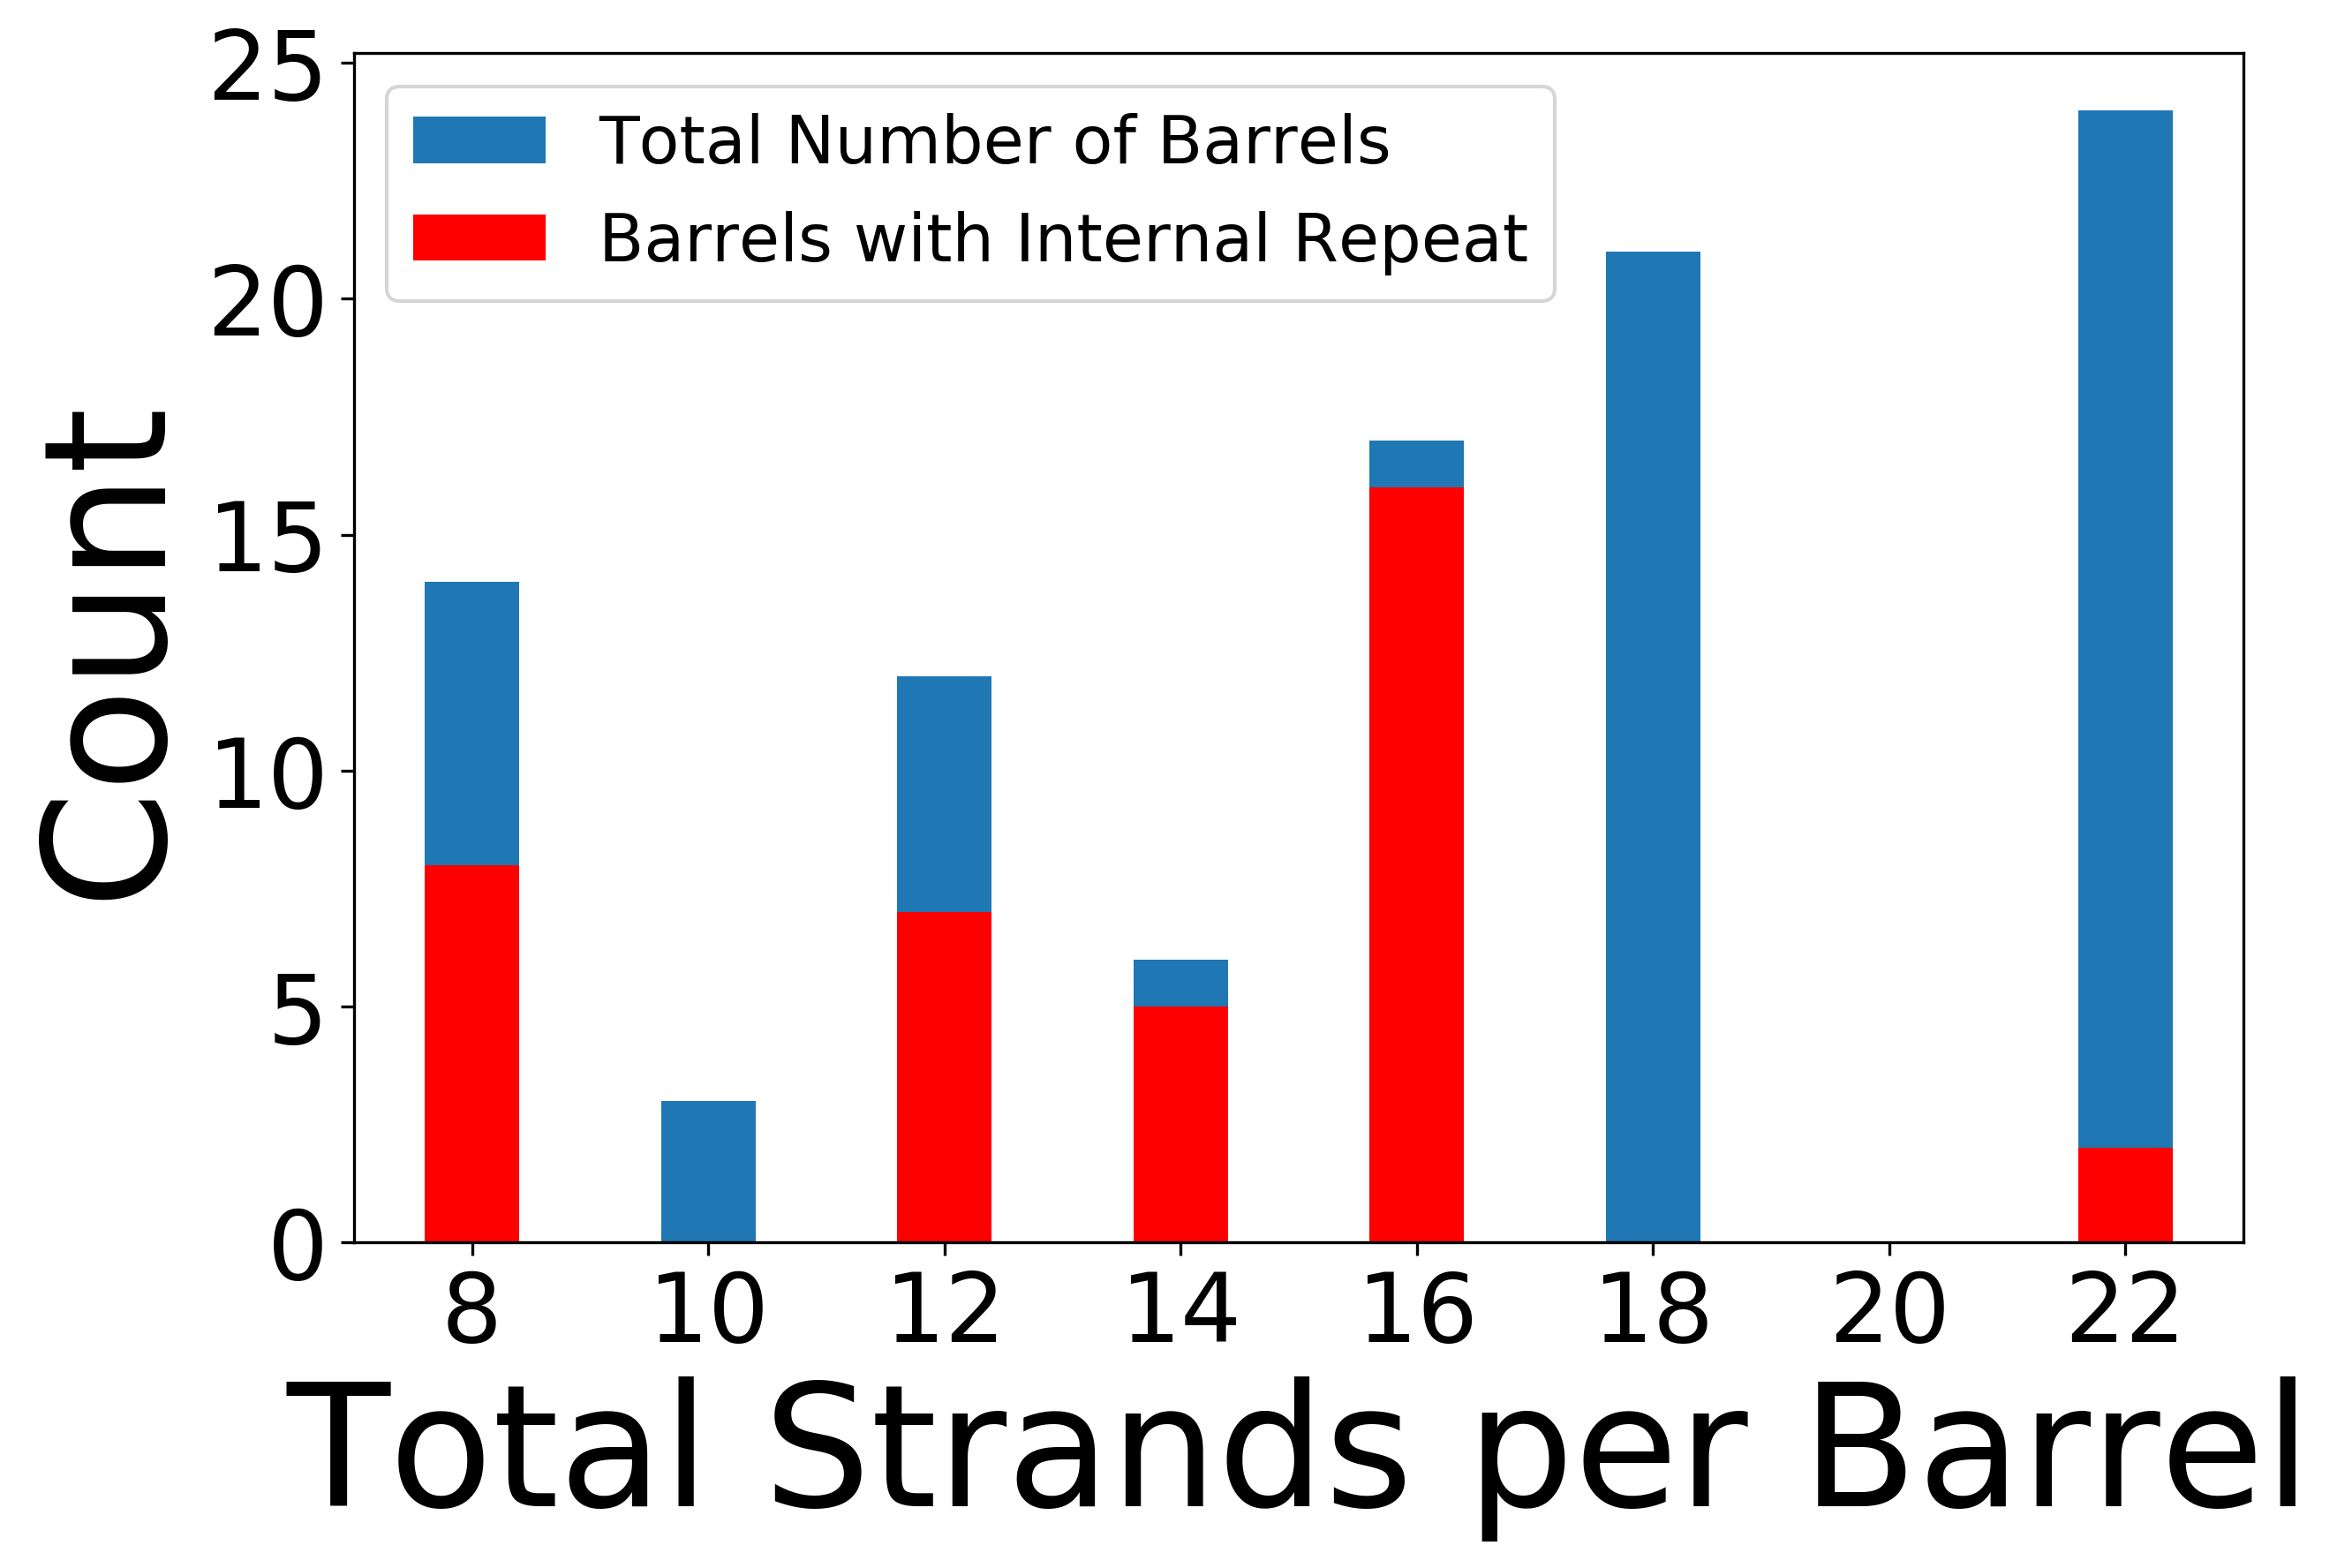 25
20
15
10
5
0
Count
Total Number of Barrels
Barrels with Internal Repeat
8 10 12 14 16 18 20 22
Total Strands per Barrel